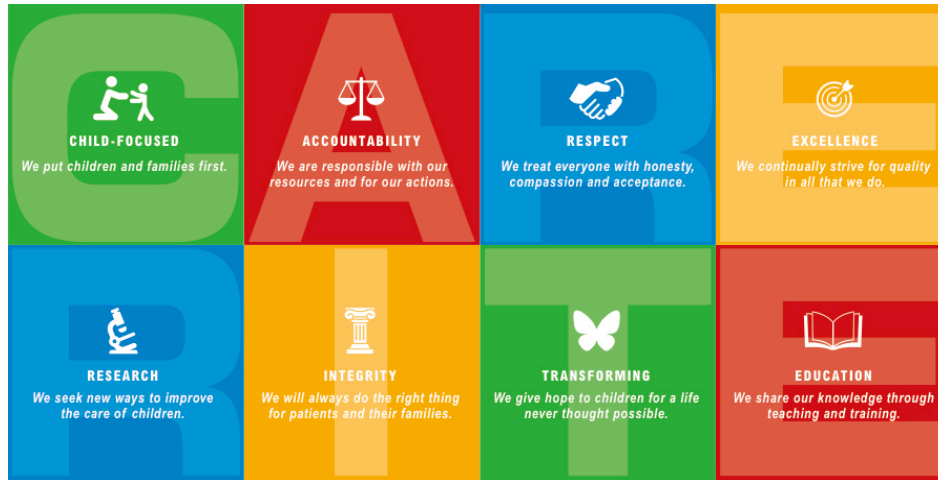 C
CHILD-FOCUSED
We put children and families first.
A
ACCOUNTABILITY
We are responsible with our
resources and for our actions.
R
RESPECT
We treat everyone with honesty,
compassion and acceptance.
E
EXCELLENCE
We continually strive for quality
in all that we do.
R
RESEARCH
We seek new ways to improve
the care of children.
I
INTEGRITY
We will always do the right thing
for patients and their families.
T
TRANSFORMING
We give hope to children for a life
never thought possible.
E
EDUCATION
We share our knowledge through
teaching and training.